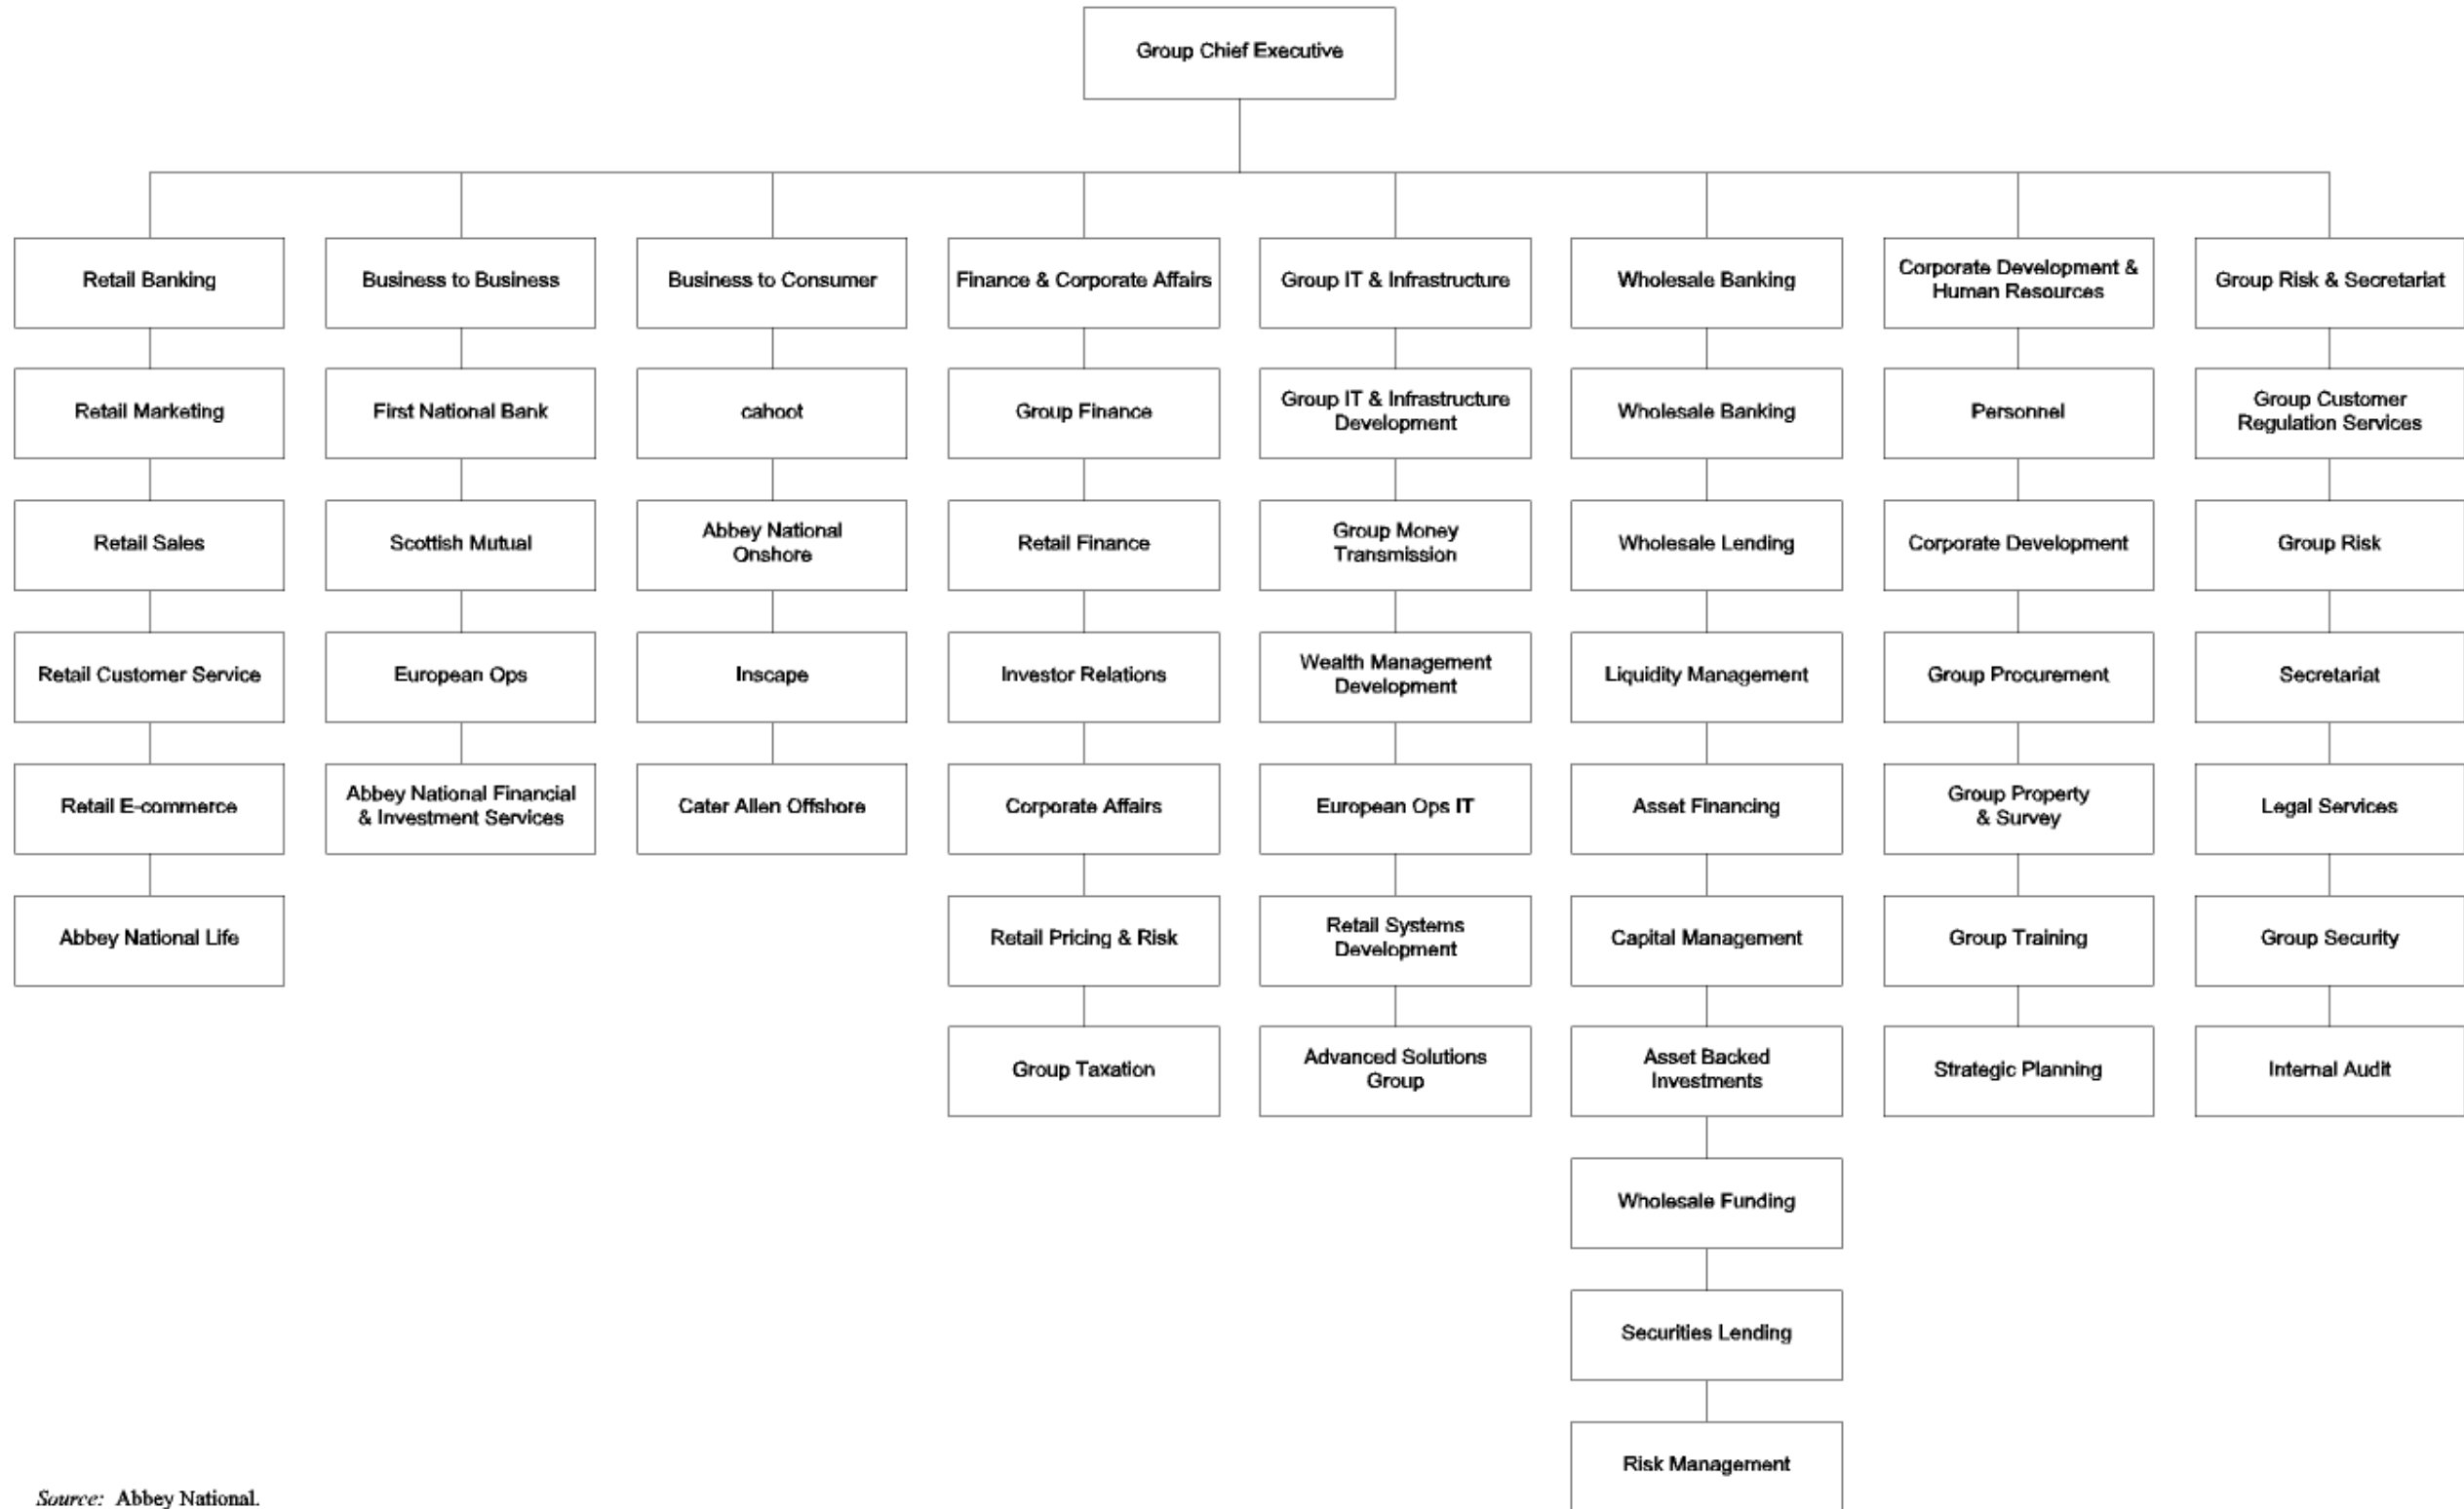 Group Chief Executive
Retail Banking
Business to Business
Business to Consumer
Finance & Corporate Affairs
Group IT & Infrastructure
Wholesale Banking
Corporate Development &
Human Resources
Group Risk & Secretariat
Retail Marketing
First National Bank
cahoot
Group Finance
Group IT & Infrastructure
Development
Wholesale Banking
Personnel
Group Customer
Regulation Services
Retail Sales
Scottish Mutual
Abbey National
Onshore
Retail Finance
Group Money
Transmission
Wholesale Lending
Corporate Development
Group Risk
Retail Customer Service
European Ops
Inscape
Investor Relations
Wealth Management
Development
Liquidity Management
Group Procurement
Secretariat
Retail E-commerce
Abbey National Financial
& Investment Services
Cater Allen Offshore
Corporate Affairs
European Ops IT
Asset Financing
Group Property
& Survey
Legal Services
Abbey National Life
Retail Pricing & Risk
Retail Systems
Development
Capital Management
Group Training
Group Security
Group Taxation
Advanced Solutions
Group
Asset Backed
Investments
Strategic Planning
Internal Audit
Wholesale Funding
Securities Lending
Risk Management
Source: Abbey National.